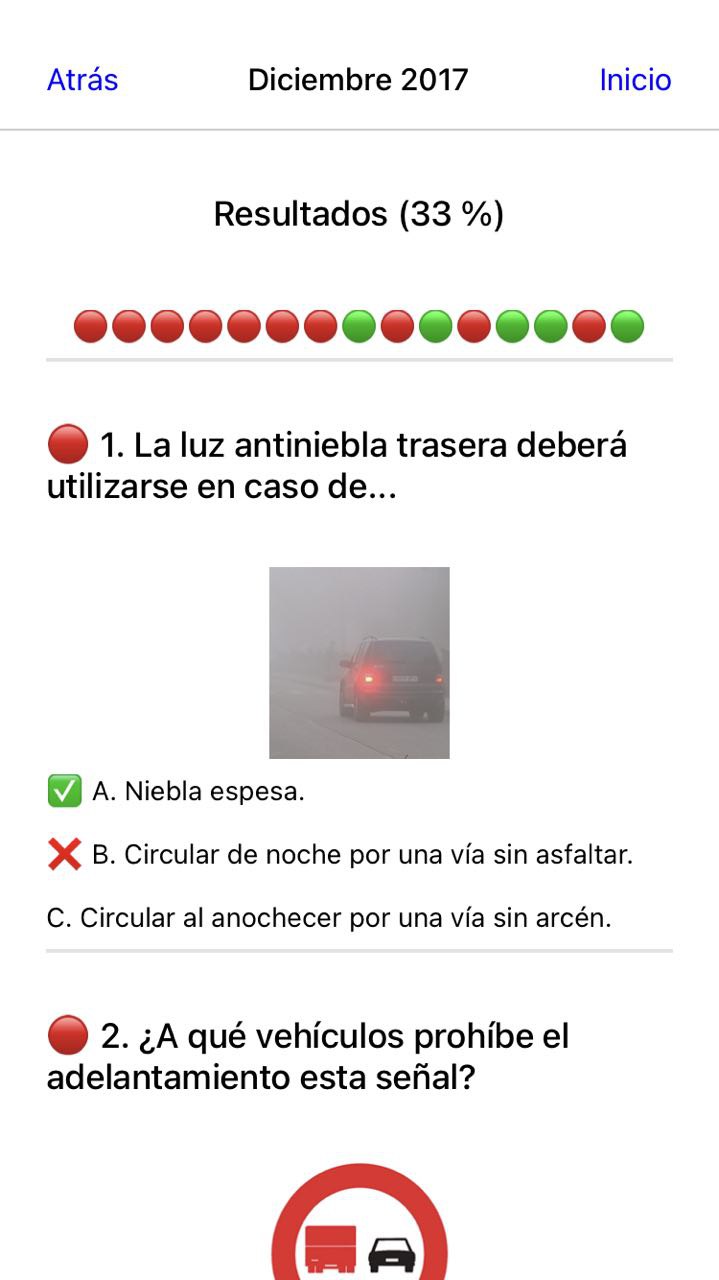 Atrás
Diciembre 2017
Inicio
Resultados (33 %)
1. La luz antiniebla trasera deberá
utilizarse en caso de...
A. Niebla espesa.
B. Circular de noche por una vía sin asfaltar.
C. Circular al anochecer por una vía sin arcén.
2. ¿A qué vehículos prohíbe el
adelantamiento esta señal?